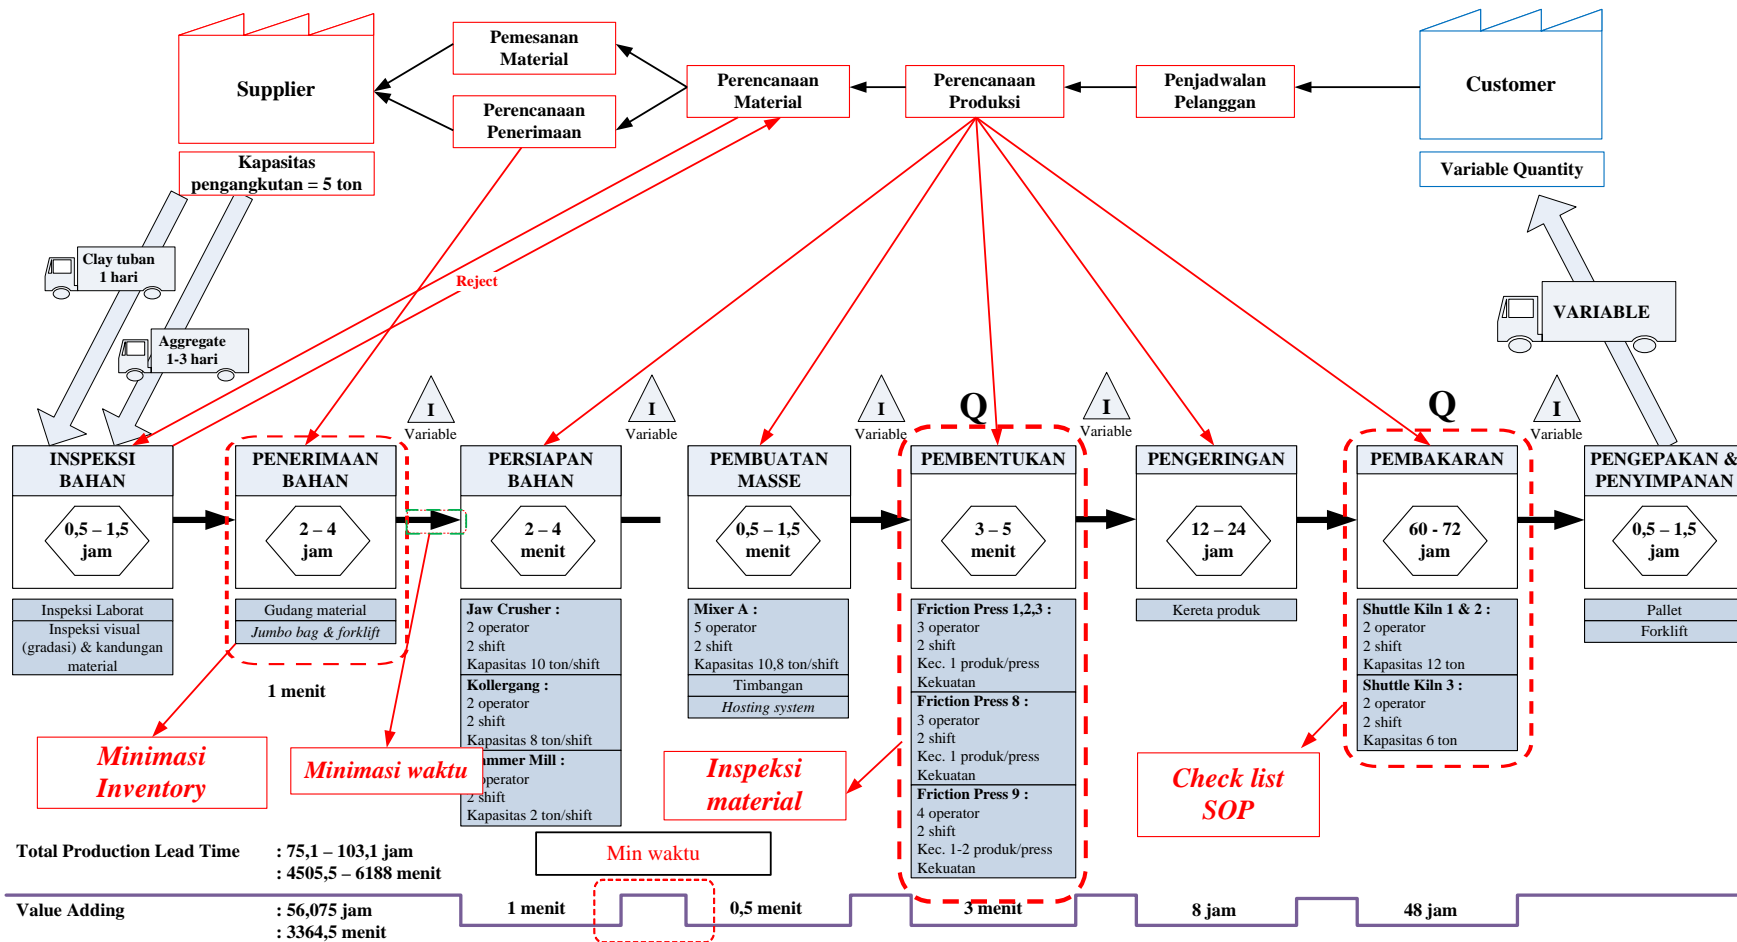 Supplier
Kapasitas
pengangkutan = 5 ton
Pemesanan
Material
Perencanaan
Penerimaan
Perencanaan
Material
Perencanaan
Produksi
Penjadwalan
Pelanggan
Customer
Variable Quantity
Clay tuban
1 hari
Aggregate
1-3 hari
Reject
VARIABLE
I
Variable
I
Variable
I
Variable
Q
I
Variable
Q
I
Variable
INSPEKSI
BAHAN
0,5 – 1,5
jam
Inspeksi Laborat
Inspeksi visual
(gradasi) & kandungan
material
PENERIMAAN
BAHAN
2 – 4
jam
Gudang material
Jumbo bag & forklift
1 menit
PERSIAPAN
BAHAN
2 – 4
menit
Jaw Crusher :
2 operator
2 shift
Kapasitas 10 ton/shift
Kollergang :
2 operator
2 shift
Kapasitas 8 ton/shift
mmer Mill :
operator
2 shift
Kapasitas 2 ton/shift
PEMBUATAN
MASSE
0,5 – 1,5
menit
Mixer A :
5 operator
2 shift
Kapasitas 10,8 ton/shift
Timbangan
Hosting system
PEMBENTUKAN
3 – 5
menit
Friction Press 1,2,3 :
3 operator
2 shift
Kec. 1 produk/press
Kekuatan
Friction Press 8 :
3 operator
2 shift
Kec. 1 produk/press
Kekuatan
Friction Press 9 :
4 operator
2 shift
Kec. 1-2 produk/press
Kekuatan
PENGERINGAN
12 – 24
jam
Kereta produk
PEMBAKARAN
60 - 72
jam
Shuttle Kiln 1 & 2 :
2 operator
2 shift
Kapasitas 12 ton
Shuttle Kiln 3 :
2 operator
2 shift
Kapasitas 6 ton
PENGEPAKAN &
PENYIMPANAN
0,5 – 1,5
jam
Pallet
Forklift
Minimasi
Inventory
Minimasi waktu
Inspeksi
material
Check list
SOP
Min waktu
Total Production Lead Time : 75,1 – 103,1 jam
: 4505,5 – 6188 menit
Value Adding : 56,075 jam
: 3364,5 menit
1 menit
0,5 menit
3 menit
8 jam
48 jam